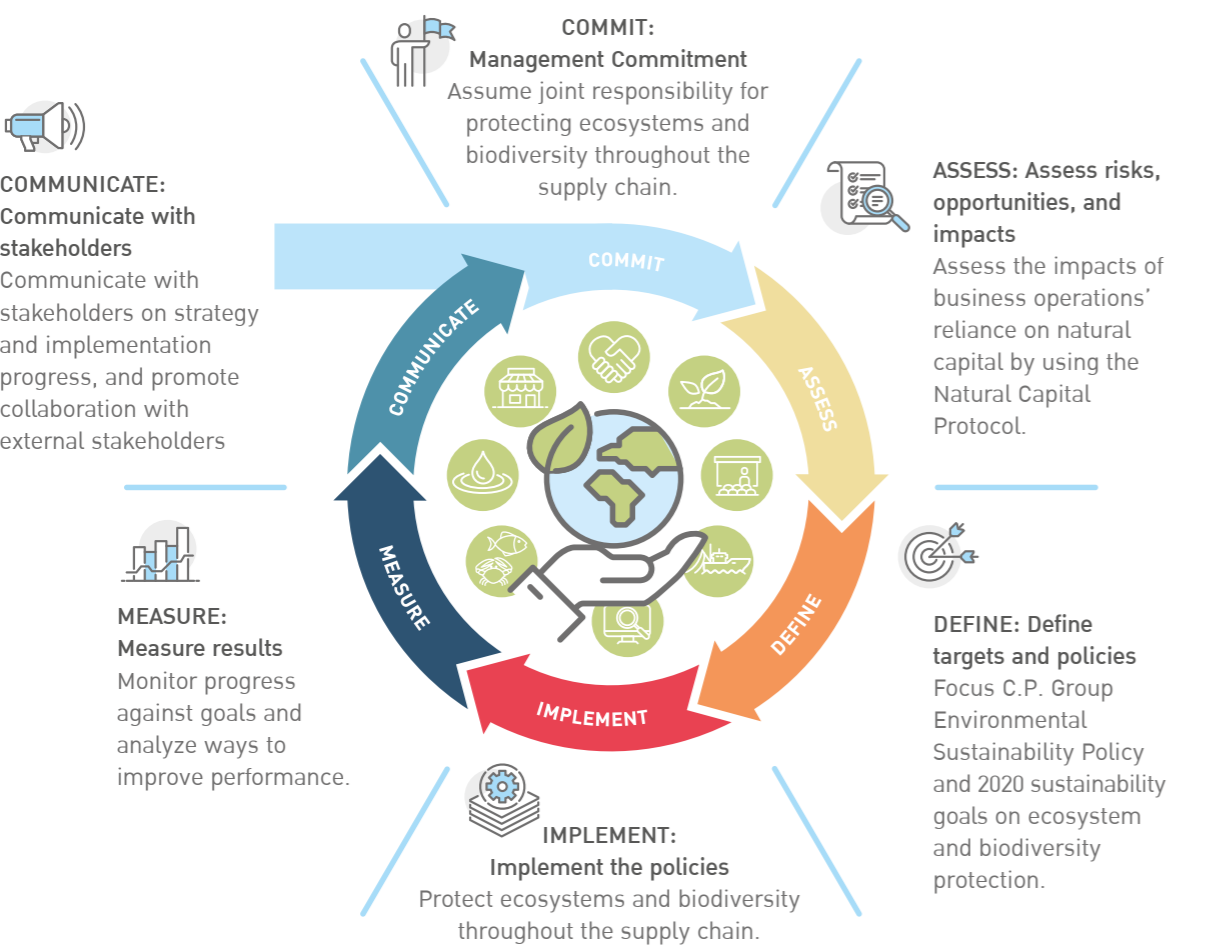 COMMIT:
Management Commitment
Assume joint responsibility for
protecting ecosystems and
biodiversity throughout the
supply chain.
ASSESS: Assess risks,
opportunities, and
impacts
Assess the impacts of
business operations’
reliance on natural
capital by using the
Natural Capital
Protocol.
DEFINE: Define
targets and policies
Focus C.P. Group
Environmental
Sustainability Policy
and 2020 sustainability
goals on ecosystem
and biodiversity
protection.
IMPLEMENT:
Implement the policies
Protect ecosystems and biodiversity
throughout the supply chain.
MEASURE:
Measure results
Monitor progress
against goals and
analyze ways to
improve performance.
COMMUNICATE:
Communicate with
stakeholders
Communicate with
stakeholders on strategy
and implementation
progress, and promote
collaboration with
external stakeholders
COMMIT
ASSESS
DEFINE
IMPLEMENT
MEASURE
COMMUNICATE